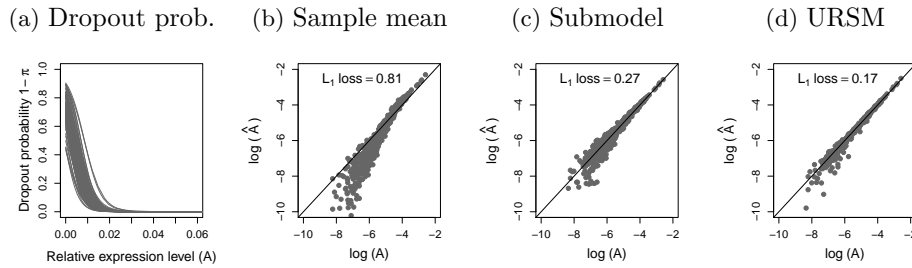 (a) Dropout prob.
(b) Sample mean
(c) Submodel
(d) URSM
Dropout probability 1 − π
0.0 0.2 0.4 0.6 0.8 1.0
0.00 0.02 0.04 0.06
Relative expression level (A)
L₁ loss = 0.81
log ( Â )
−10 −8 −6 −4 −2
−10 −8 −6 −4 −2
log (A)
L₁ loss = 0.27
log ( Â )
−10 −8 −6 −4 −2
−10 −8 −6 −4 −2
log (A)
L₁ loss = 0.17
log ( Â )
−10 −8 −6 −4 −2
−10 −8 −6 −4 −2
log (A)